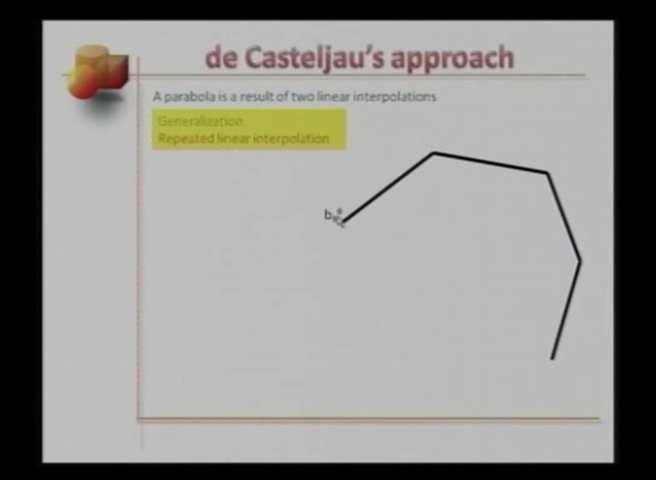 de Casteljau's approach
A parabola is a result of two linear interpolations
Generalization
Repeated linear interpolation
b